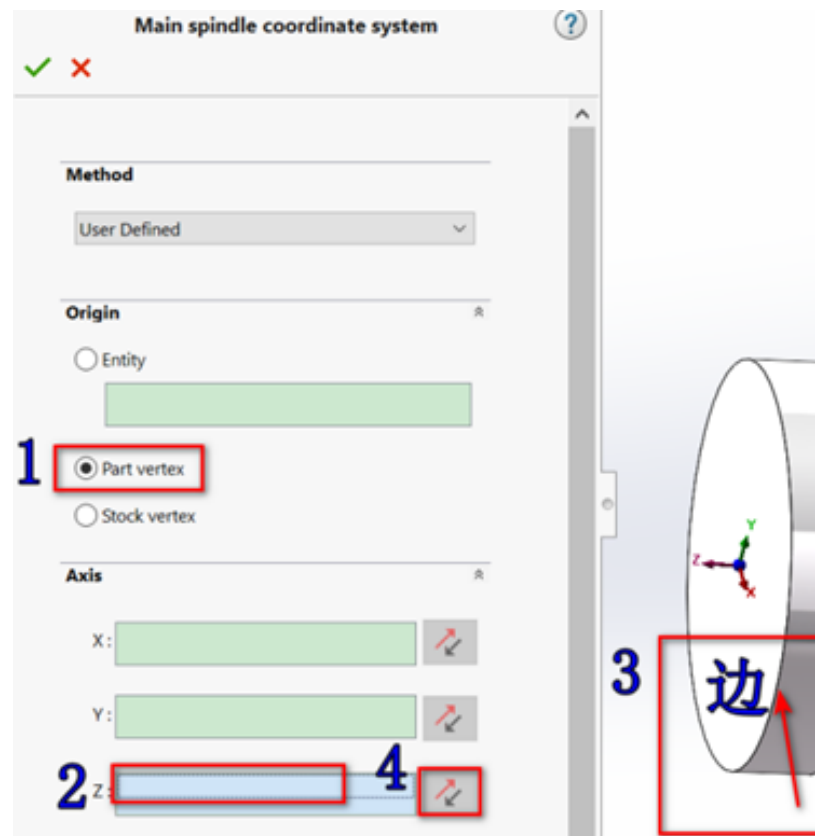 Main spindle coordinate system
?
Method
User Defined
Origin
Entity
1
Part vertex
Stock vertex
Axis
X :
Y :
2
Z :
4
Y
Z
X
3
边